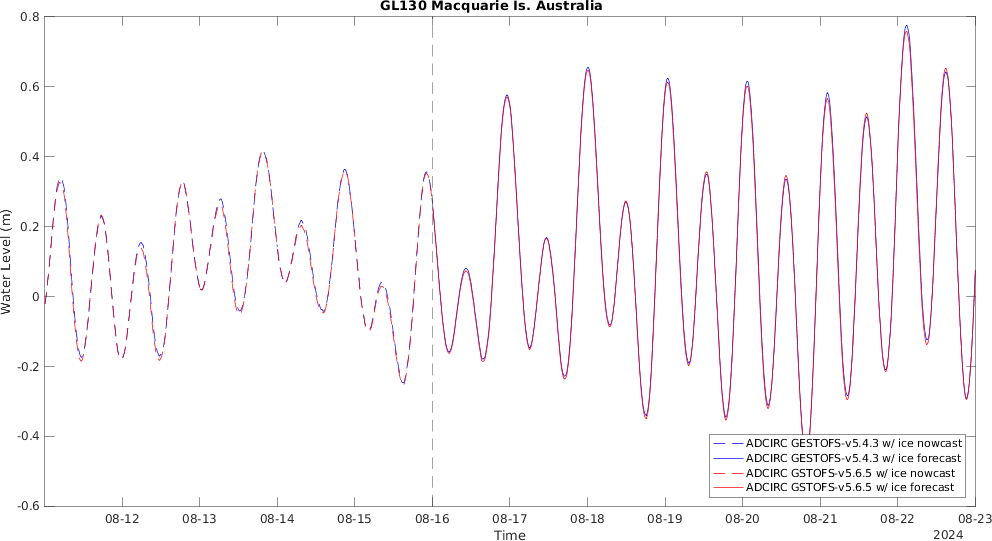 GL130 Macquarie Is. Australia
0.8
0.6
0.4
0.2
0
-0.2
-0.4
-0.6
Water Level (m)
ADCIRC GESTOFS-v5.4.3 w/ ice nowcast
ADCIRC GESTOFS-v5.4.3 w/ ice forecast
ADCIRC GSTOFS-v5.6.5 w/ ice nowcast
ADCIRC GSTOFS-v5.6.5 w/ ice forecast
08-12 08-13 08-14 08-15 08-16 08-17 08-18 08-19 08-20 08-21 08-22 08-23
Time
2024